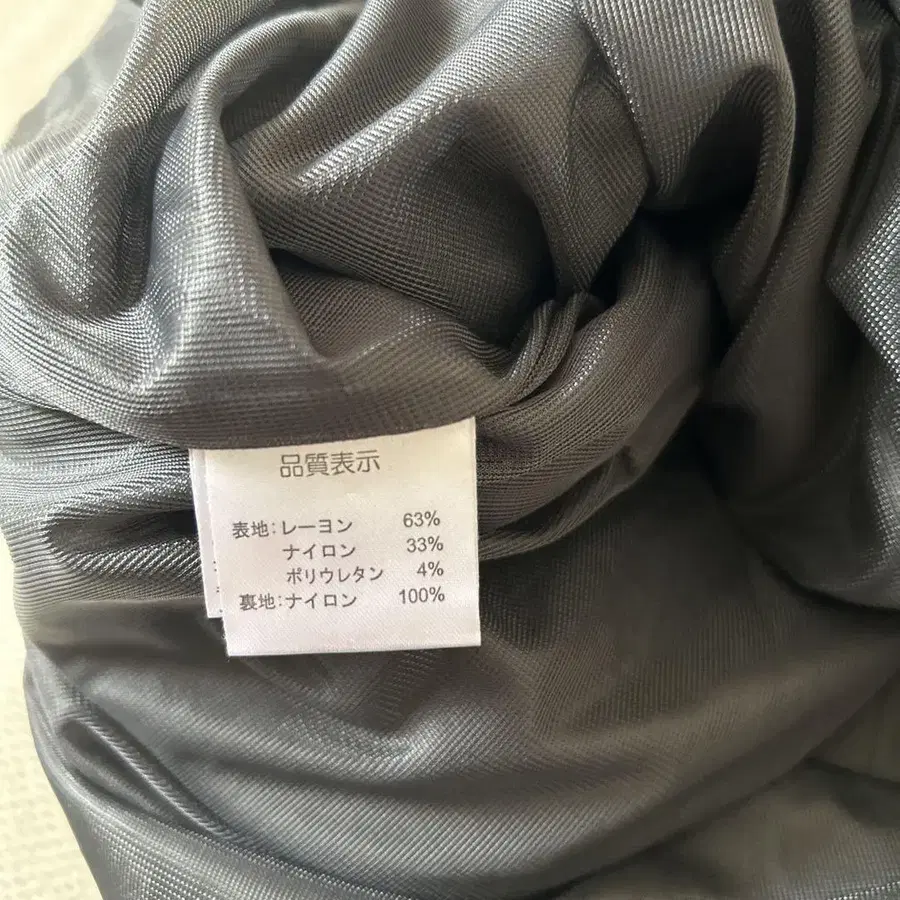 品質表示
表地:レーヨン 63%
ナイロン 33%
ポリウレタン 4%
裏地:ナイロン 100%